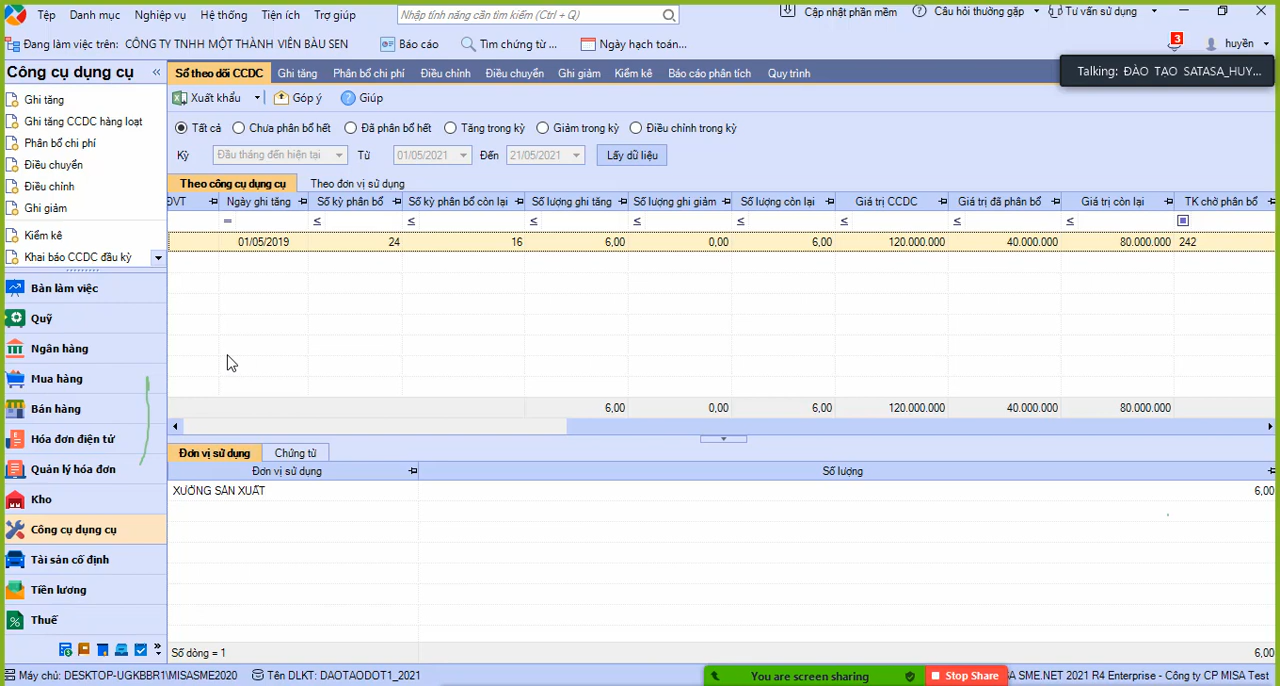 Tệp Danh mục Nghiệp vụ Hệ thống Tiện ích Trợ giúp Nhập tính năng cần tìm kiếm (Ctrl + Q) Cập nhật phần mềm Câu hỏi thường gặp Tư vấn sử dụng
Đang làm việc trên: CÔNG TY TNHH MỘT THÀNH VIÊN BÀU SEN Báo cáo Tìm chứng từ ... Ngày hạch toán... 3 huyền
Talking: ĐÀO TẠO SATASA_HUY...
Công cụ dụng cụ «
Sổ theo dõi CCDC Ghi tăng Phân bổ chi phí Điều chỉnh Điều chuyển Ghi giảm Kiểm kê Báo cáo phân tích Quy trình
Xuất khẩu Góp ý Giúp
Tất cả Chưa phân bổ hết Đã phân bổ hết Tăng trong kỳ Giảm trong kỳ Điều chỉnh trong kỳ
Kỳ Đầu tháng đến hiện tại Từ 01/05/2021 Đến 21/05/2021 Lấy dữ liệu
Theo công cụ dụng cụ Theo đơn vị sử dụng
ĐVT Ngày ghi tăng Số kỳ phân bổ Số kỳ phân bổ còn lại Số lượng ghi tăng Số lượng ghi giảm Số lượng còn lại Giá trị CCDC Giá trị đã phân bổ Giá trị còn lại TK chờ phân bổ
= ≤ ≤ ≤ ≤ ≤ ≤ ≤ ≤
01/05/2019 24 16 6,00 0,00 6,00 120.000.000 40.000.000 80.000.000 242
6,00 0,00 6,00 120.000.000 40.000.000 80.000.000
Ghi tăng
Ghi tăng CCDC hàng loạt
Phân bổ chi phí
Điều chuyển
Điều chỉnh
Ghi giảm
Kiểm kê
Khai báo CCDC đầu kỳ
Bàn làm việc
Quỹ
Ngân hàng
Mua hàng
Bán hàng
Hóa đơn điện tử
Quản lý hóa đơn
Kho
Công cụ dụng cụ
Tài sản cố định
Tiền lương
Thuế
Đơn vị sử dụng Chứng từ
Đơn vị sử dụng Số lượng
XƯỞNG SẢN XUẤT 6,00
Số dòng = 1 6,00
Máy chủ: DESKTOP-UGKBBR1\MISASME2020 Tên DLKT: DAOTAODOT1_2021 You are screen sharing Stop Share SA SME.NET 2021 R4 Enterprise - Công ty CP MISA Test